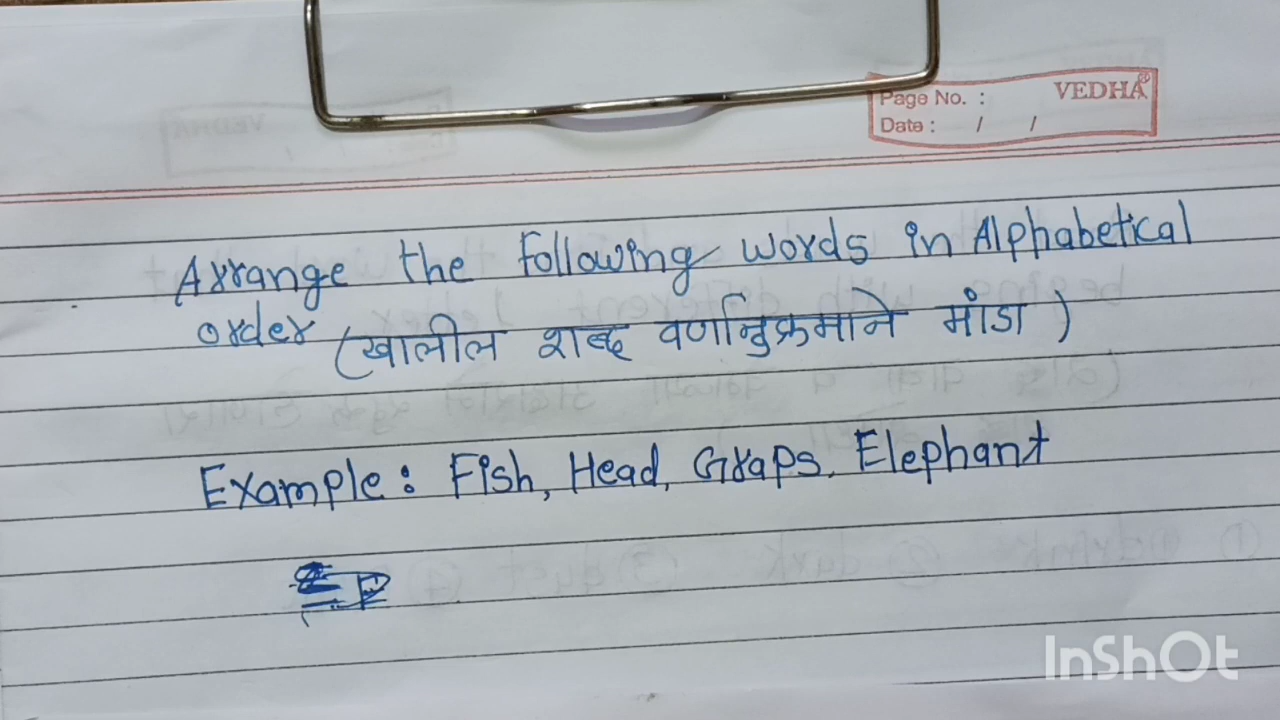 Page No. : VEDHA®
Date : / /
Arrange the Following words in Alphabetical
order (खालील शब्द वर्णानुक्रमाने मांडा )
Example : Fish, Head, Graps, Elephant
InShOt